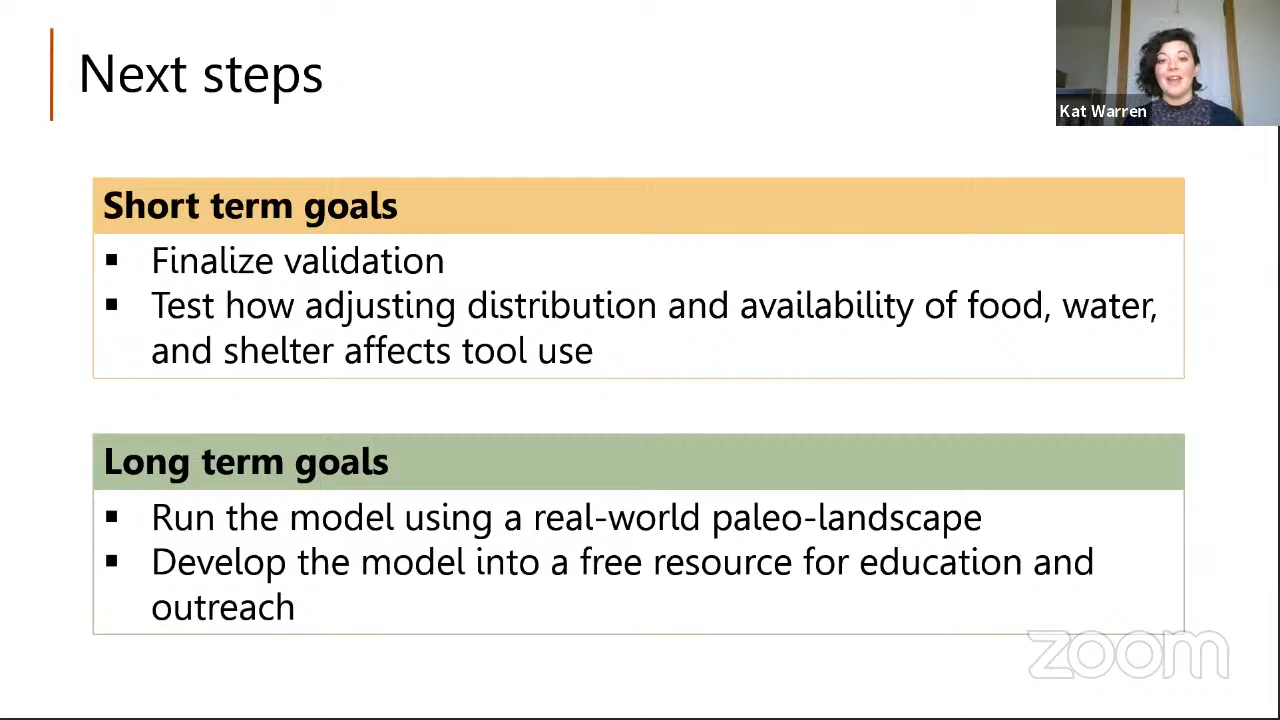 Next steps
Kat Warren
Short term goals
▪ Finalize validation
▪ Test how adjusting distribution and availability of food, water,
and shelter affects tool use
Long term goals
▪ Run the model using a real-world paleo-landscape
▪ Develop the model into a free resource for education and
outreach
zoom